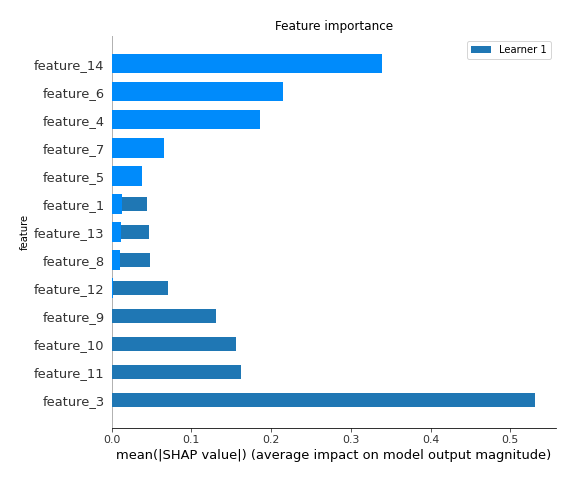 Feature importance
Learner 1
feature_14
feature_6
feature_4
feature_7
feature_5
feature_1
feature_13
feature_8
feature_12
feature_9
feature_10
feature_11
feature_3
feature
0.0 0.1 0.2 0.3 0.4 0.5
mean(|SHAP value|) (average impact on model output magnitude)